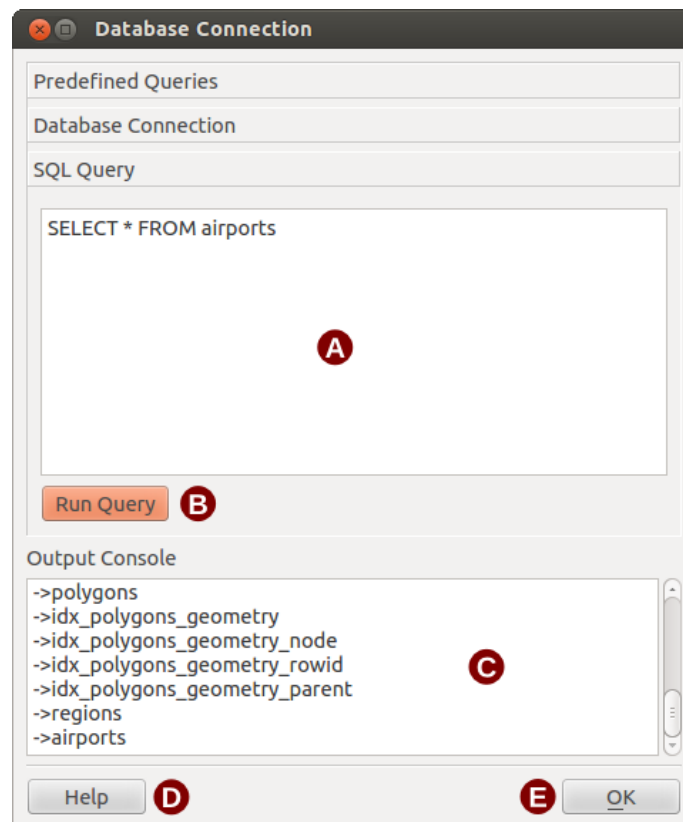 Database Connection
Predefined Queries
Database Connection
SQL Query
SELECT * FROM airports
A
Run Query B
Output Console
->polygons
->idx_polygons_geometry
->idx_polygons_geometry_node
->idx_polygons_geometry_rowid
->idx_polygons_geometry_parent
->regions
->airports
C
Help D E OK